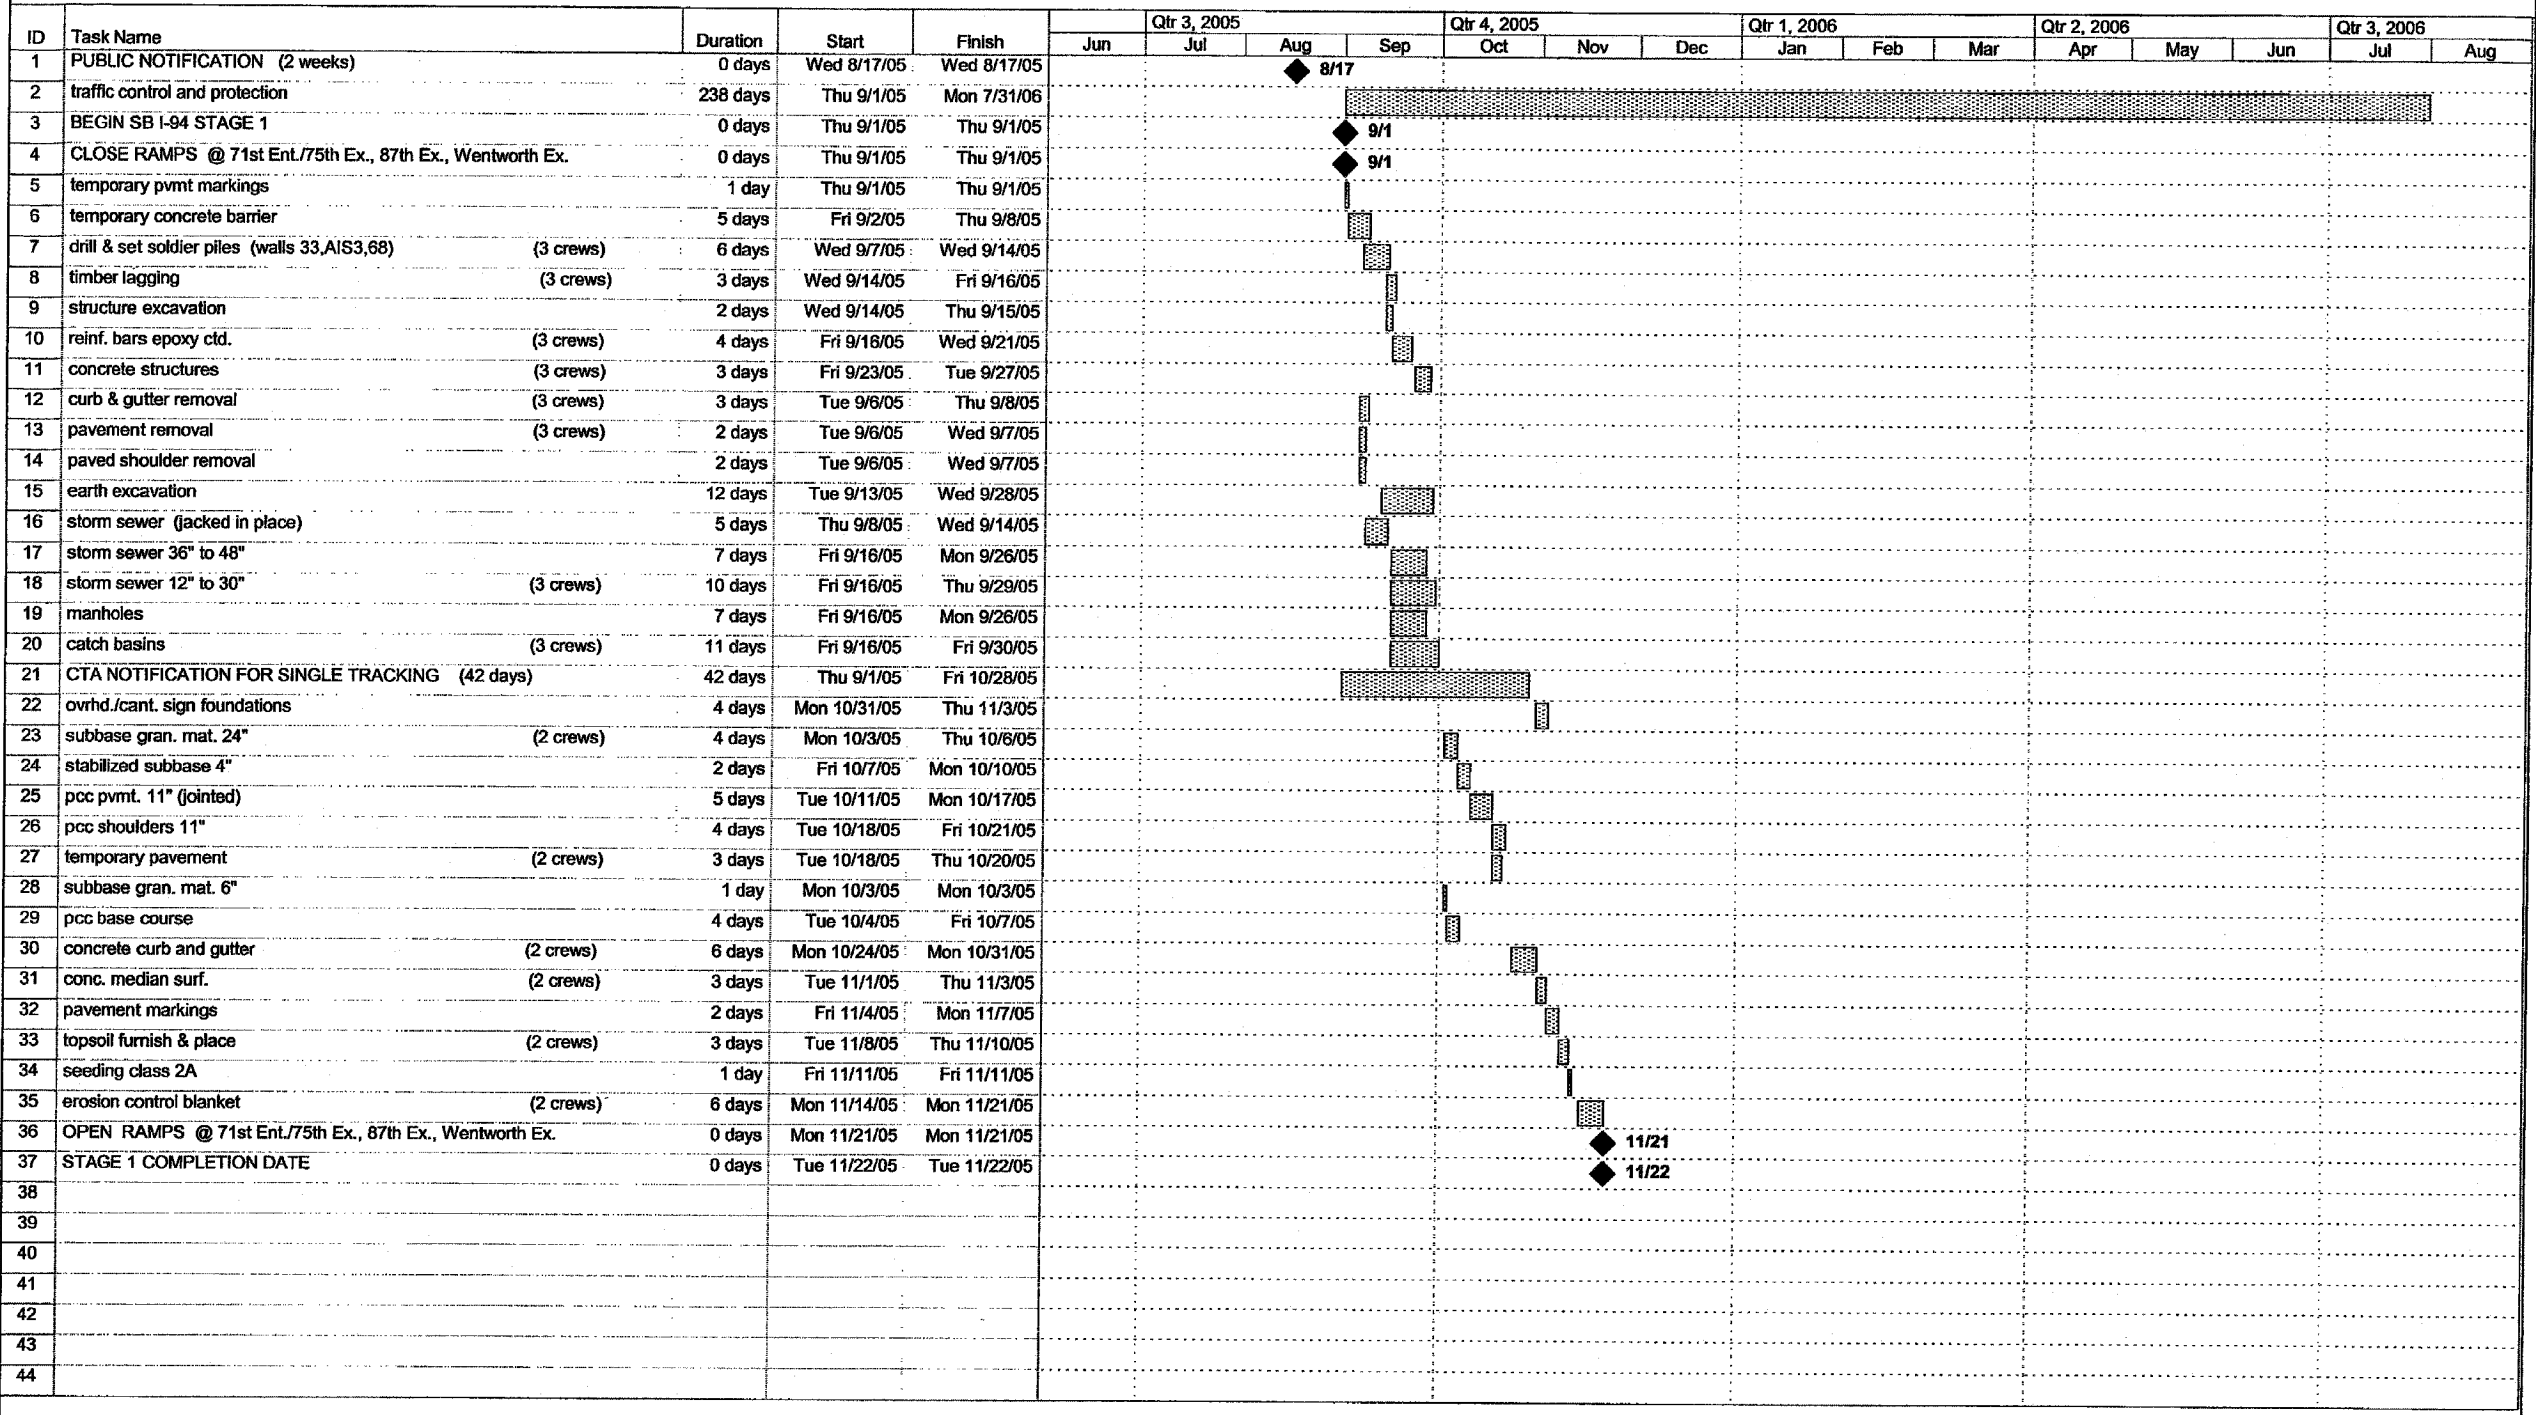 Qtr 3, 2005 Qtr 4, 2005 Qtr 1, 2006 Qtr 2, 2006 Qtr 3, 2006
ID Task Name Duration Start Finish Jun Jul Aug Sep Oct Nov Dec Jan Feb Mar Apr May Jun Jul Aug
1 PUBLIC NOTIFICATION (2 weeks) 0 days Wed 8/17/05 Wed 8/17/05 8/17
2 traffic control and protection 238 days Thu 9/1/05 Mon 7/31/06
3 BEGIN SB I-94 STAGE 1 0 days Thu 9/1/05 Thu 9/1/05 9/1
4 CLOSE RAMPS @ 71st Ent./75th Ex., 87th Ex., Wentworth Ex. 0 days Thu 9/1/05 Thu 9/1/05 9/1
5 temporary pvmt markings 1 day Thu 9/1/05 Thu 9/1/05
6 temporary concrete barrier 5 days Fri 9/2/05 Thu 9/8/05
7 drill & set soldier piles (walls 33,AIS3,68) (3 crews) 6 days Wed 9/7/05 Wed 9/14/05
8 timber lagging (3 crews) 3 days Wed 9/14/05 Fri 9/16/05
9 structure excavation 2 days Wed 9/14/05 Thu 9/15/05
10 reinf. bars epoxy ctd. (3 crews) 4 days Fri 9/16/05 Wed 9/21/05
11 concrete structures (3 crews) 3 days Fri 9/23/05 Tue 9/27/05
12 curb & gutter removal (3 crews) 3 days Tue 9/6/05 Thu 9/8/05
13 pavement removal (3 crews) 2 days Tue 9/6/05 Wed 9/7/05
14 paved shoulder removal 2 days Tue 9/6/05 Wed 9/7/05
15 earth excavation 12 days Tue 9/13/05 Wed 9/28/05
16 storm sewer (jacked in place) 5 days Thu 9/8/05 Wed 9/14/05
17 storm sewer 36" to 48" 7 days Fri 9/16/05 Mon 9/26/05
18 storm sewer 12" to 30" (3 crews) 10 days Fri 9/16/05 Thu 9/29/05
19 manholes 7 days Fri 9/16/05 Mon 9/26/05
20 catch basins (3 crews) 11 days Fri 9/16/05 Fri 9/30/05
21 CTA NOTIFICATION FOR SINGLE TRACKING (42 days) 42 days Thu 9/1/05 Fri 10/28/05
22 ovrhd./cant. sign foundations 4 days Mon 10/31/05 Thu 11/3/05
23 subbase gran. mat. 24" (2 crews) 4 days Mon 10/3/05 Thu 10/6/05
24 stabilized subbase 4" 2 days Fri 10/7/05 Mon 10/10/05
25 pcc pvmt. 11" (jointed) 5 days Tue 10/11/05 Mon 10/17/05
26 pcc shoulders 11" 4 days Tue 10/18/05 Fri 10/21/05
27 temporary pavement (2 crews) 3 days Tue 10/18/05 Thu 10/20/05
28 subbase gran. mat. 6" 1 day Mon 10/3/05 Mon 10/3/05
29 pcc base course 4 days Tue 10/4/05 Fri 10/7/05
30 concrete curb and gutter (2 crews) 6 days Mon 10/24/05 Mon 10/31/05
31 conc. median surf. (2 crews) 3 days Tue 11/1/05 Thu 11/3/05
32 pavement markings 2 days Fri 11/4/05 Mon 11/7/05
33 topsoil furnish & place (2 crews) 3 days Tue 11/8/05 Thu 11/10/05
34 seeding class 2A 1 day Fri 11/11/05 Fri 11/11/05
35 erosion control blanket (2 crews) 6 days Mon 11/14/05 Mon 11/21/05
36 OPEN RAMPS @ 71st Ent./75th Ex., 87th Ex., Wentworth Ex. 0 days Mon 11/21/05 Mon 11/21/05 11/21
37 STAGE 1 COMPLETION DATE 0 days Tue 11/22/05 Tue 11/22/05 11/22
38
39
40
41
42
43
44